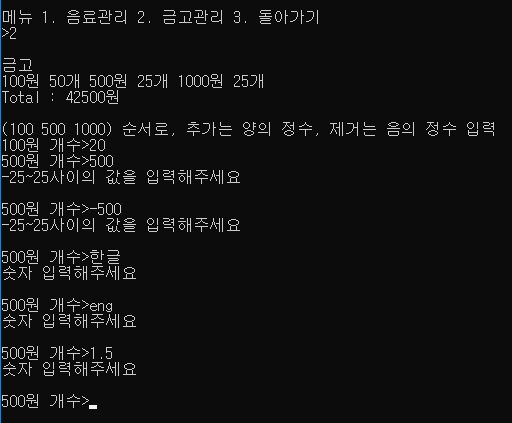 메뉴 1. 음료관리 2. 금고관리 3. 돌아가기
>2
금고
100원 50개 500원 25개 1000원 25개
Total : 42500원
(100 500 1000) 순서로, 추가는 양의 정수, 제거는 음의 정수 입력
100원 개수>20
500원 개수>500
-25~25사이의 값을 입력해주세요
500원 개수>-500
-25~25사이의 값을 입력해주세요
500원 개수>한글
숫자 입력해주세요
500원 개수>eng
숫자 입력해주세요
500원 개수>1.5
숫자 입력해주세요
500원 개수>